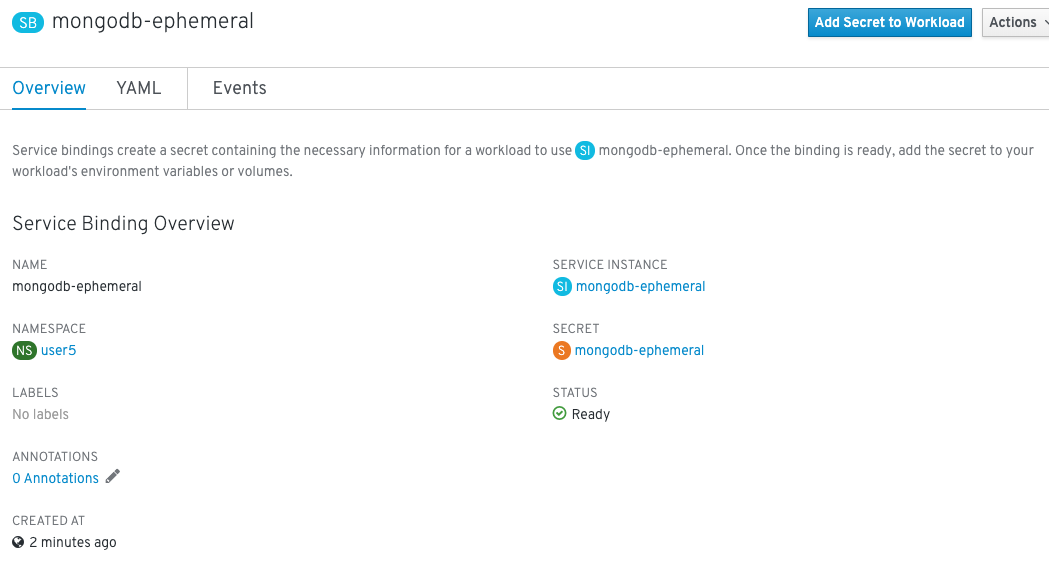 SB mongodb-ephemeral
Add Secret to Workload
Actions
Overview
YAML
Events
Service bindings create a secret containing the necessary information for a workload to use SI mongodb-ephemeral. Once the binding is ready, add the secret to your
workload's environment variables or volumes.
Service Binding Overview
NAME
mongodb-ephemeral
NAMESPACE
NS user5
LABELS
No labels
ANNOTATIONS
0 Annotations
CREATED AT
2 minutes ago
SERVICE INSTANCE
SI mongodb-ephemeral
SECRET
S mongodb-ephemeral
STATUS
Ready